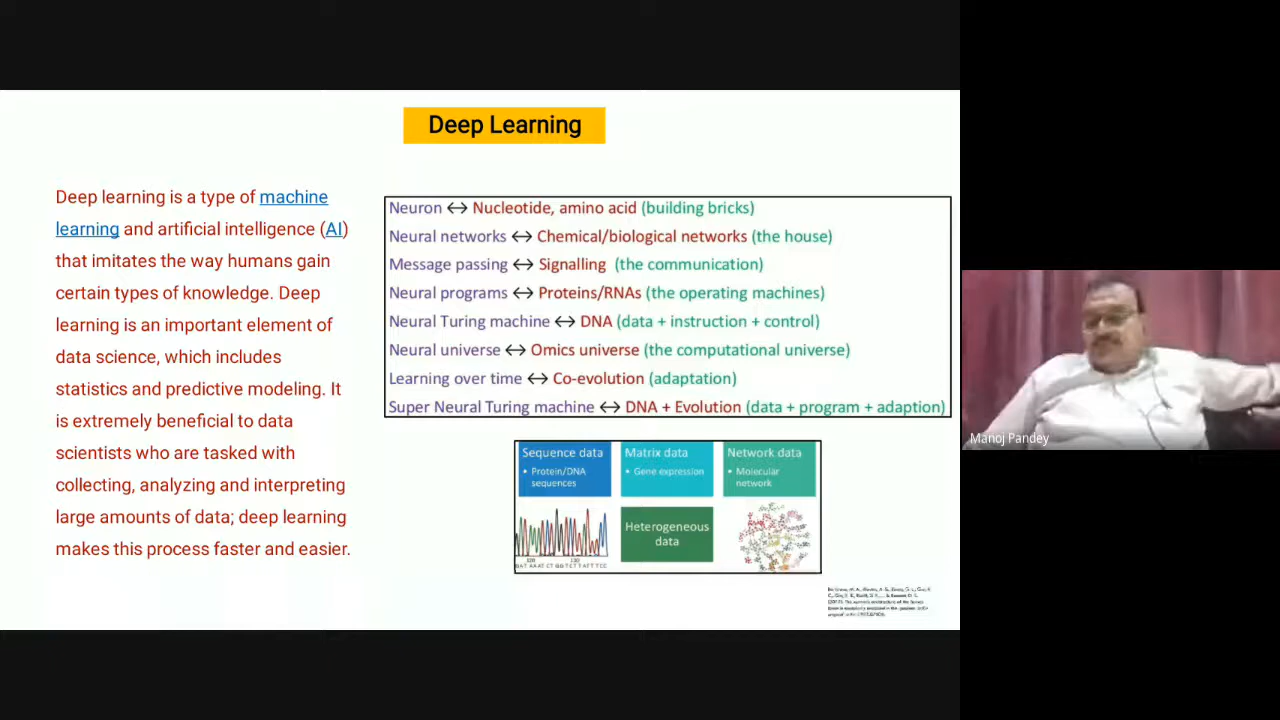 Deep Learning
Deep learning is a type of machine
learning and artificial intelligence (AI)
that imitates the way humans gain
certain types of knowledge. Deep
learning is an important element of
data science, which includes
statistics and predictive modeling. It
is extremely beneficial to data
scientists who are tasked with
collecting, analyzing and interpreting
large amounts of data; deep learning
makes this process faster and easier.
Neuron ↔ Nucleotide, amino acid (building bricks)
Neural networks ↔ Chemical/biological networks (the house)
Message passing ↔ Signalling (the communication)
Neural programs ↔ Proteins/RNAs (the operating machines)
Neural Turing machine ↔ DNA (data + instruction + control)
Neural universe ↔ Omics universe (the computational universe)
Learning over time ↔ Co-evolution (adaptation)
Super Neural Turing machine ↔ DNA + Evolution (data + program + adaption)
Sequence data
• Protein/DNA
sequences
Matrix data
• Gene expression
Network data
• Molecular
network
Heterogeneous
data
Manoj Pandey